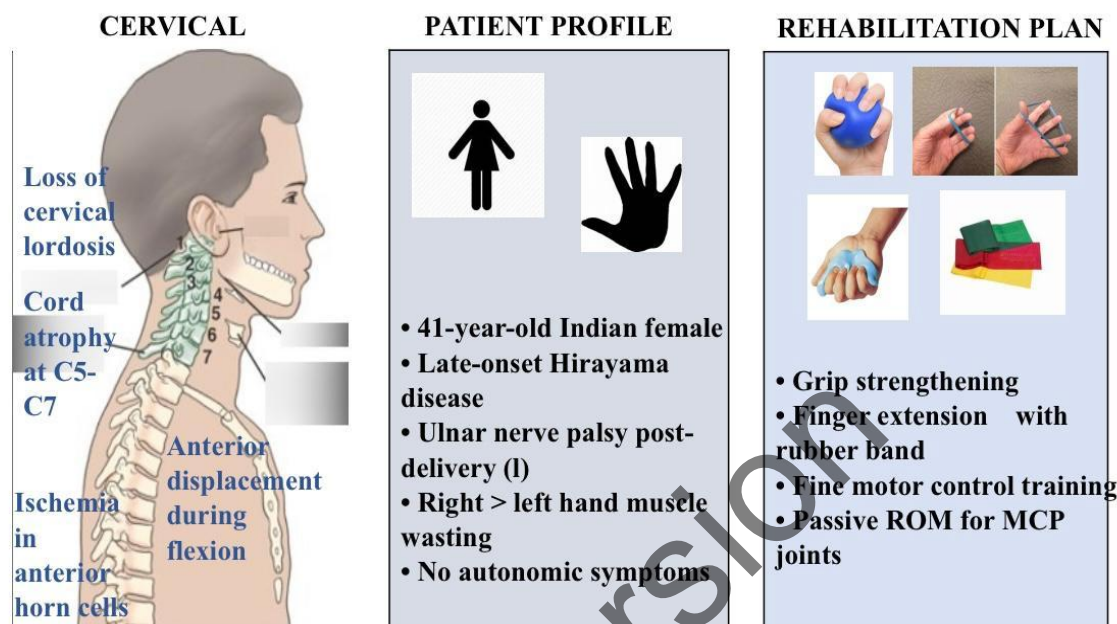 CERVICAL
Loss of
cervical
lordosis
Cord
atrophy
at C5-
C7
Ischemia
in
anterior
horn cells
Anterior
displacement
during
flexion
1
2
3
4
5
6
7
PATIENT PROFILE
• 41-year-old Indian female
• Late-onset Hirayama
disease
• Ulnar nerve palsy post-
delivery (l)
• Right > left hand muscle
wasting
• No autonomic symptoms
REHABILITATION PLAN
• Grip strengthening
• Finger extension with
rubber band
• Fine motor control training
• Passive ROM for MCP
joints
rsion